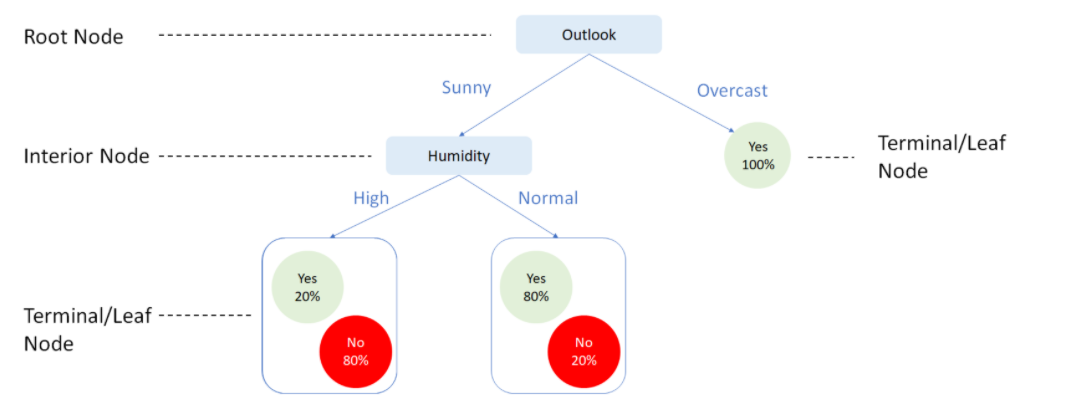 Root Node
Outlook
Sunny
Overcast
Interior Node
Humidity
Yes
100%
Terminal/Leaf
Node
High
Normal
Terminal/Leaf
Node
Yes
20%
No
80%
Yes
80%
No
20%